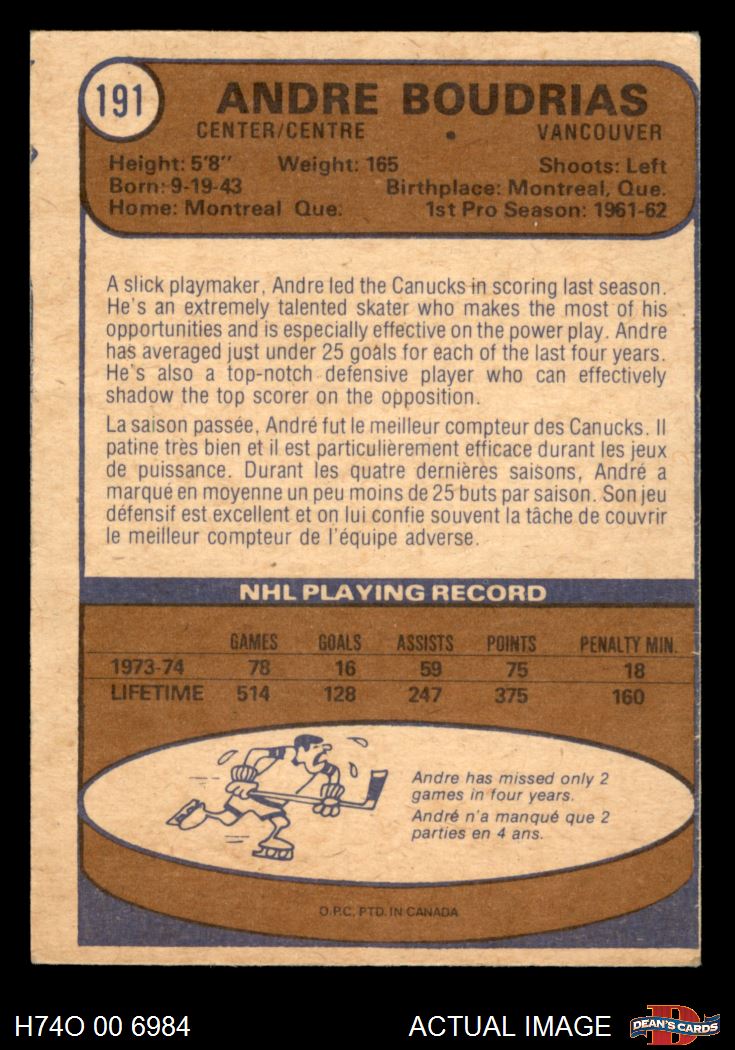 191
ANDRE BOUDRIAS
CENTER/CENTRE • VANCOUVER
Height: 5'8" Weight: 165 Shoots: Left
Born: 9-19-43 Birthplace: Montreal, Que.
Home: Montreal Que. 1st Pro Season: 1961-62
A slick playmaker, Andre led the Canucks in scoring last season.
He's an extremely talented skater who makes the most of his
opportunities and is especially effective on the power play. Andre
has averaged just under 25 goals for each of the last four years.
He's also a top-notch defensive player who can effectively
shadow the top scorer on the opposition.
La saison passée, André fut le meilleur compteur des Canucks. Il
patine très bien et il est particulièrement efficace durant les jeux
de puissance. Durant les quatre dernières saisons, André a
marqué en moyenne un peu moins de 25 buts par saison. Son jeu
défensif est excellent et on lui confie souvent la tâche de couvrir
le meilleur compteur de l'équipe adverse.
NHL PLAYING RECORD
GAMES GOALS ASSISTS POINTS PENALTY MIN.
1973-74 78 16 59 75 18
LIFETIME 514 128 247 375 160
Andre has missed only 2
games in four years.
André n'a manqué que 2
parties en 4 ans.
O.P.C. PTD. IN CANADA
H74O 00 6984 ACTUAL IMAGE
D
DEAN'S CARDS